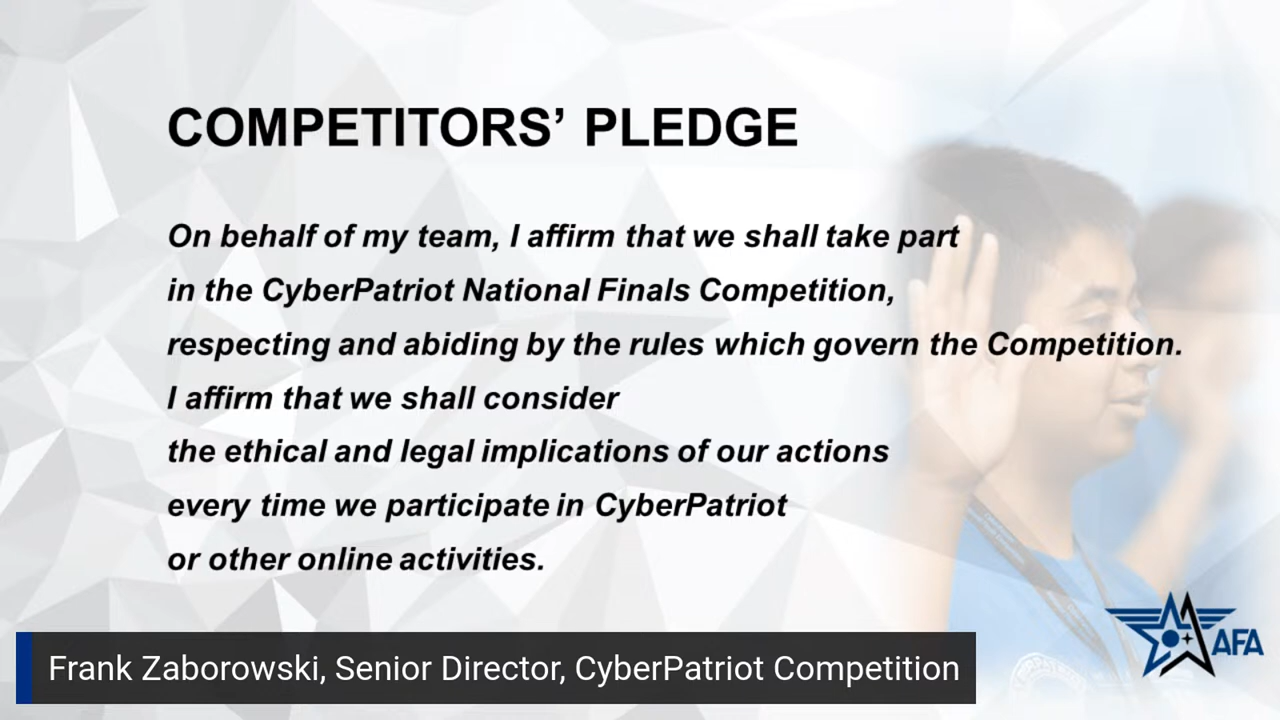 COMPETITORS’ PLEDGE
On behalf of my team, I affirm that we shall take part
in the CyberPatriot National Finals Competition,
respecting and abiding by the rules which govern the Competition.
I affirm that we shall consider
the ethical and legal implications of our actions
every time we participate in CyberPatriot
or other online activities.
AFA
Frank Zaborowski, Senior Director, CyberPatriot Competition